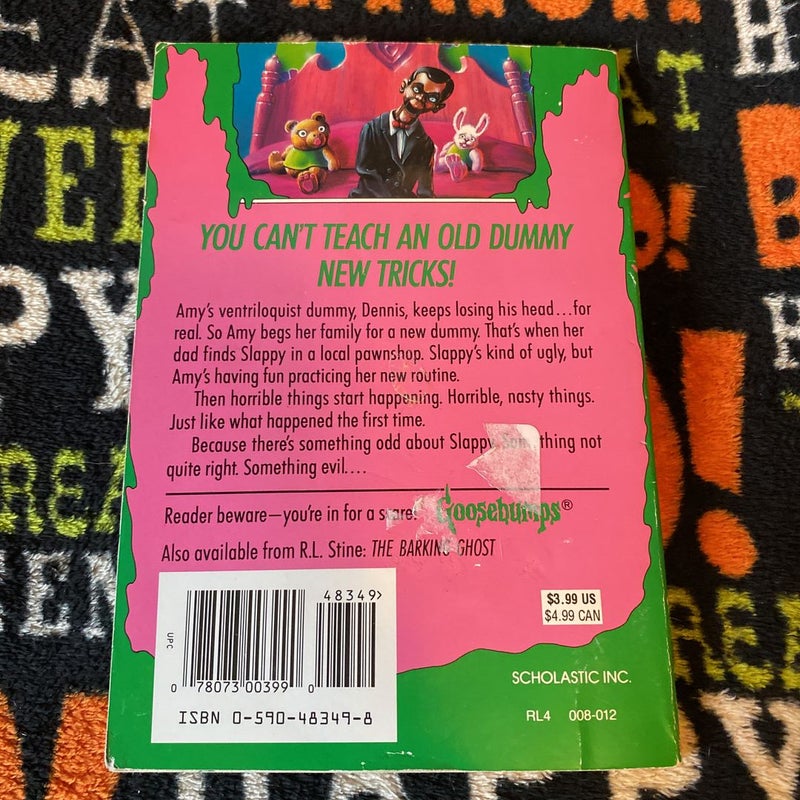 YOU CAN'T TEACH AN OLD DUMMY
NEW TRICKS!
Amy's ventriloquist dummy, Dennis, keeps losing his head...for
real. So Amy begs her family for a new dummy. That's when her
dad finds Slappy in a local pawnshop. Slappy's kind of ugly, but
Amy's having fun practicing her new routine.
Then horrible things start happening. Horrible, nasty things.
Just like what happened the first time.
Because there's something odd about Slappy. Something not
quite right. Something evil....
Reader beware—you're in for a scare! Goosebumps®
Also available from R.L. Stine: THE BARKING GHOST
48349>
$3.99 US
$4.99 CAN
UPC
0 78073 00399 0
ISBN 0-590-48349-8
SCHOLASTIC INC.
RL4 008-012